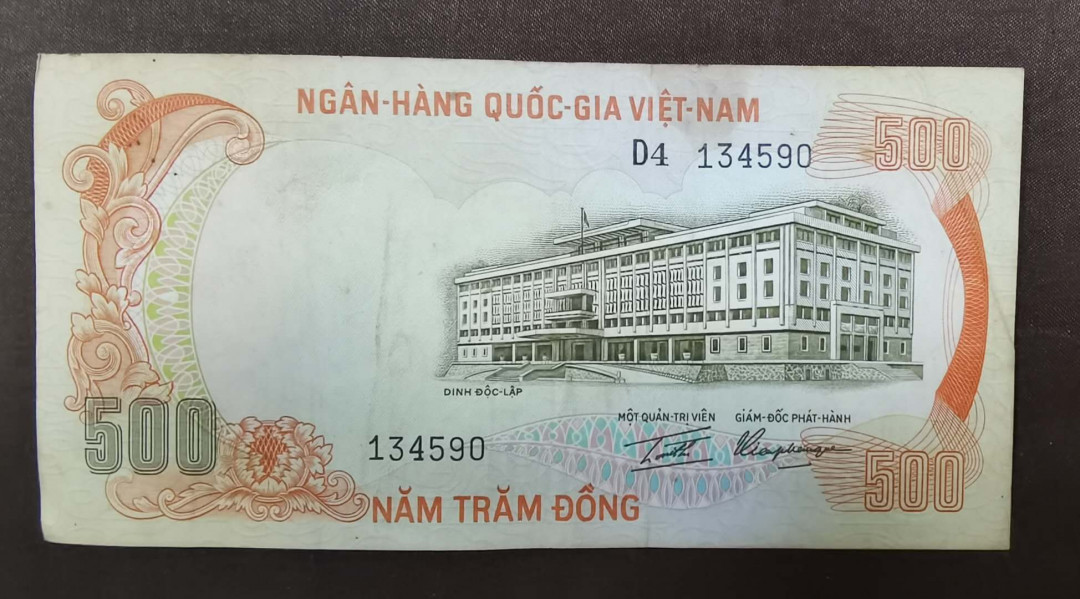 NGÂN-HÀNG QUỐC-GIA VIỆT-NAM
500
D4 134590
DINH ĐỘC-LẬP
MỘT QUẢN-TRỊ VIÊN GIÁM-ĐỐC PHÁT-HÀNH
500
134590
500
NĂM TRĂM ĐỒNG